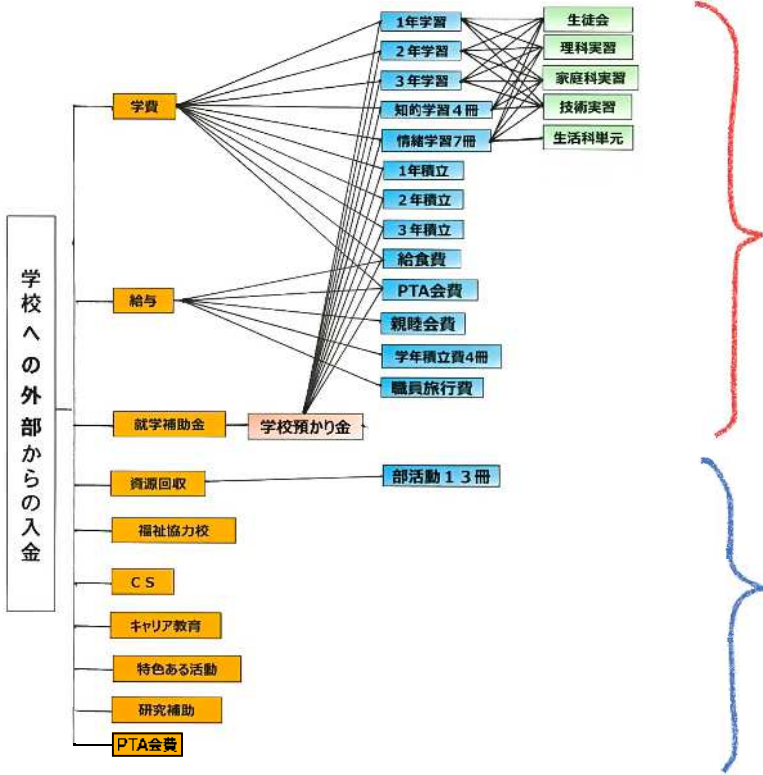 学校への外部からの入金
学費
給与
就学補助金
資源回収
福祉協力校
CS
キャリア教育
特色ある活動
研究補助
PTA会費
学校預かり金
1年学習
2年学習
3年学習
知的学習4冊
情緒学習7冊
1年積立
2年積立
3年積立
給食費
PTA会費
親睦会費
学年積立費4冊
職員旅行費
部活動13冊
生徒会
理科実習
家庭科実習
技術実習
生活科単元